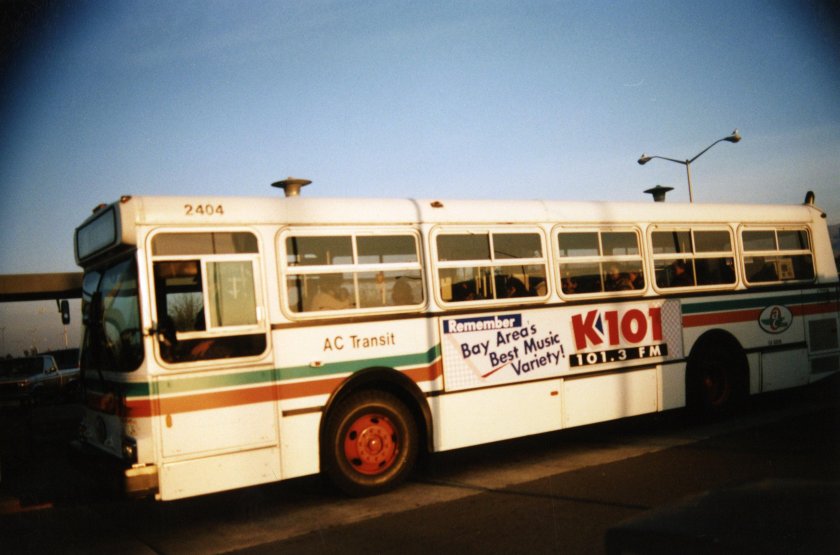 2404
AC Transit
Remember
Bay Area's
Best Music
Variety!
K101
101.3 FM